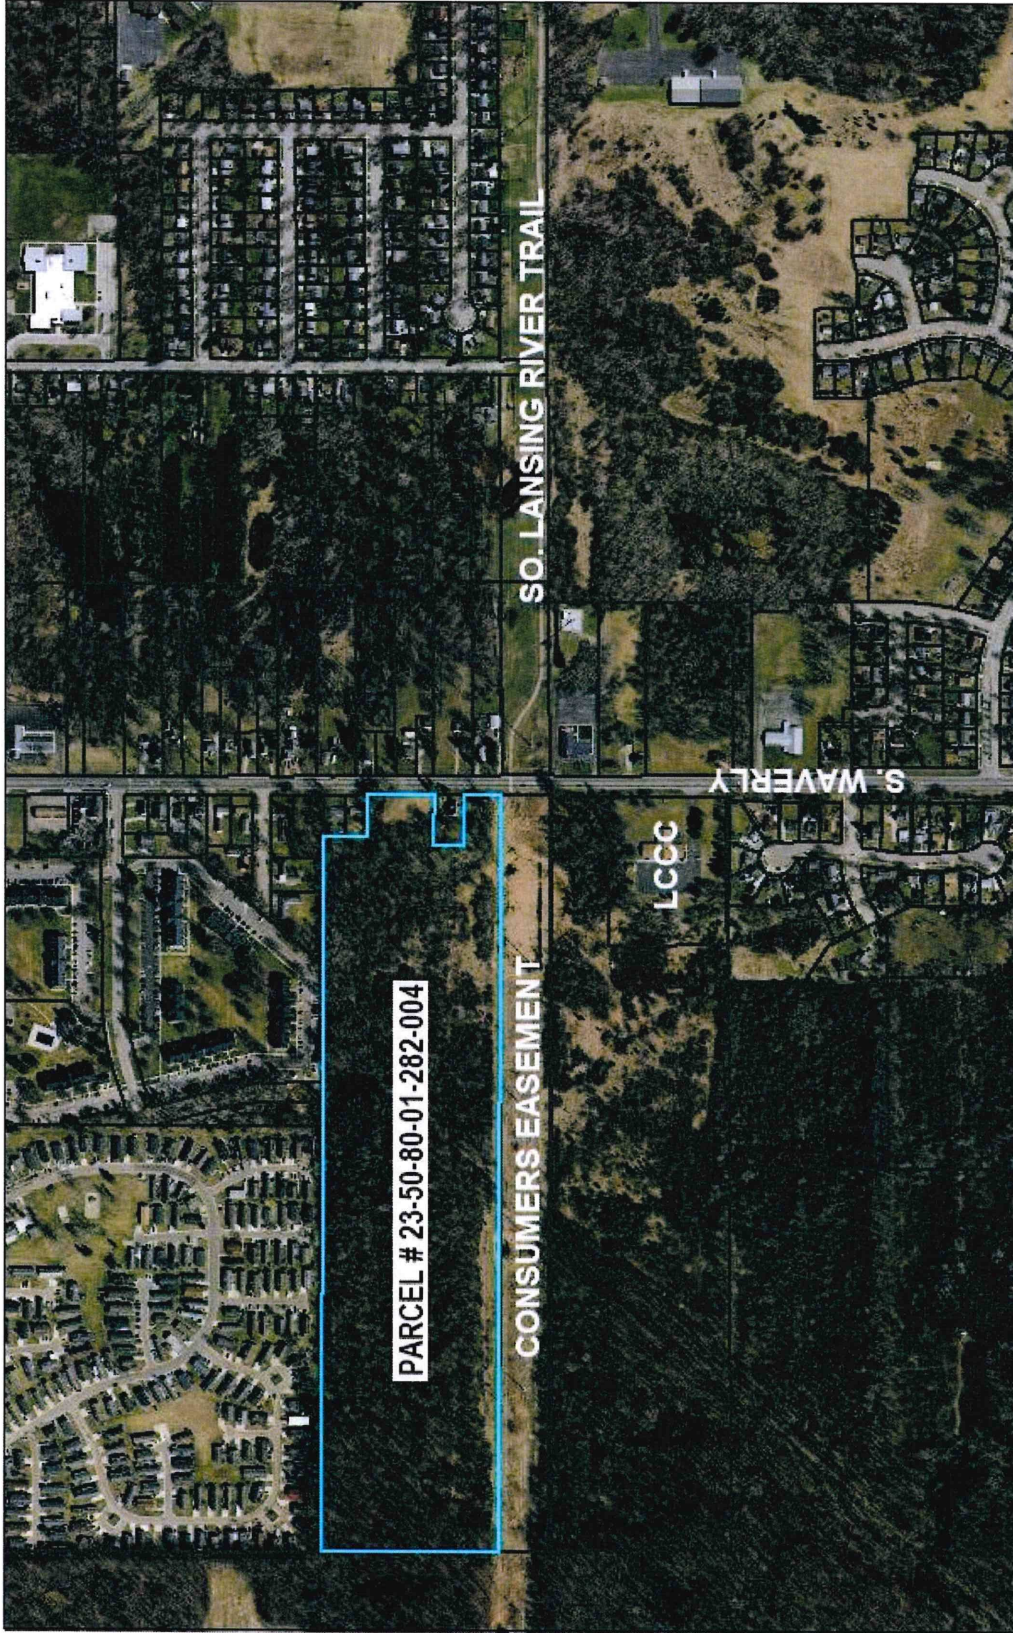 PARCEL # 23-50-80-01-282-004
CONSUMERS EASEMENT
SO. LANSING RIVER TRAIL
LCCC
S. WAVERLY